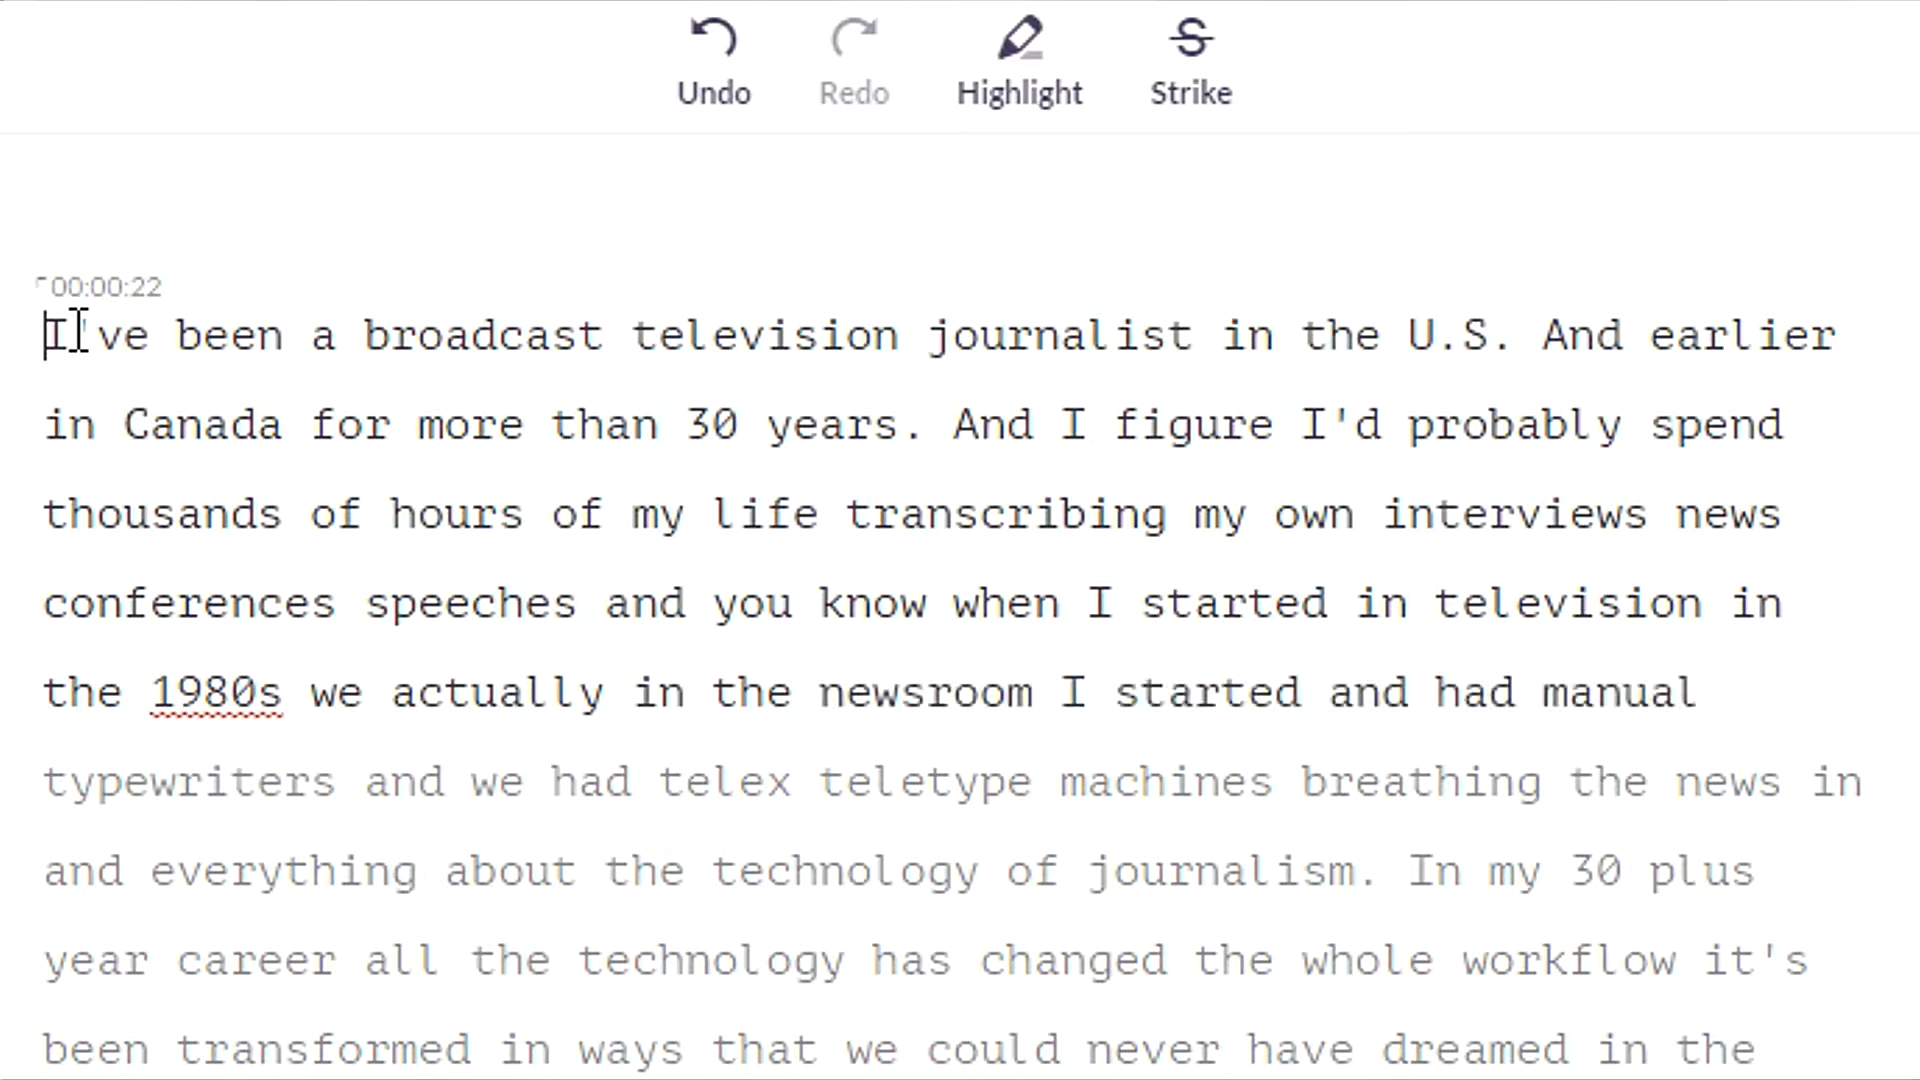 Undo Redo Highlight Strike
00:00:22
I've been a broadcast television journalist in the U.S. And earlier
in Canada for more than 30 years. And I figure I'd probably spend
thousands of hours of my life transcribing my own interviews news
conferences speeches and you know when I started in television in
the 1980s we actually in the newsroom I started and had manual
typewriters and we had telex teletype machines breathing the news in
and everything about the technology of journalism. In my 30 plus
year career all the technology has changed the whole workflow it's
been transformed in ways that we could never have dreamed in the